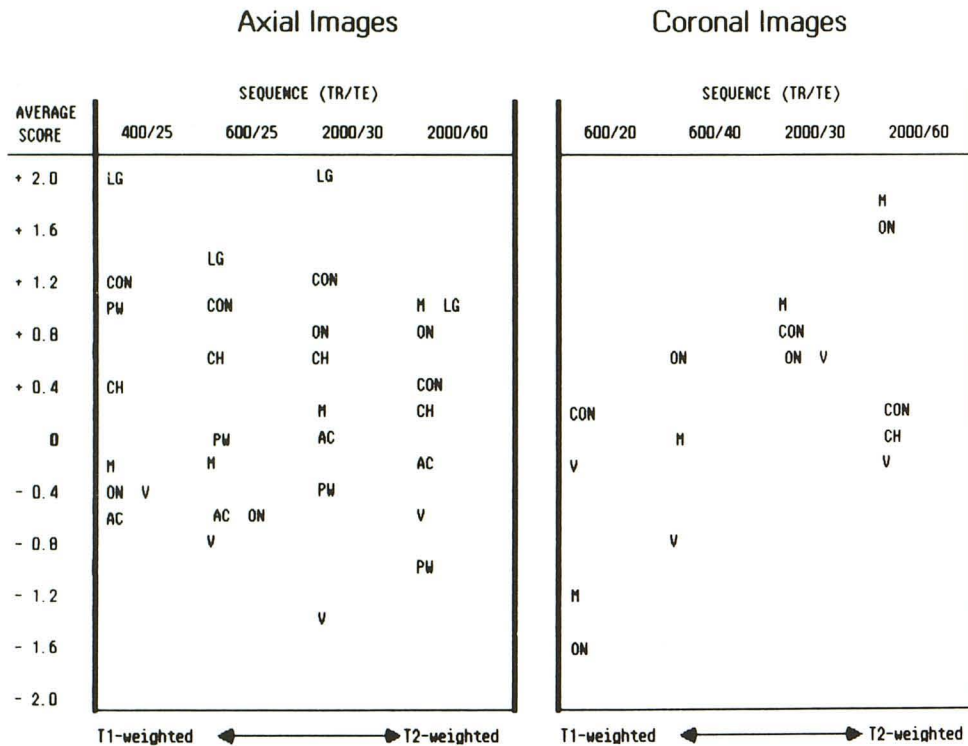 Axial Images Coronal Images
SEQUENCE (TR/TE) SEQUENCE (TR/TE)
AVERAGE
SCORE 400/25 600/25 2000/30 2000/60 600/20 600/40 2000/30 2000/60
+ 2.0 LG LG
M
+ 1.6 ON
LG
+ 1.2 CON CON
PW CON M LG M
+ 0.8 ON ON CON
CH CH ON ON V
+ 0.4 CH CON
M CH CON CON
0 PW AC M CH
M M AC V V
- 0.4 ON V PW
AC AC ON V
- 0.8 V V
PW
- 1.2 M
V
- 1.6 ON
- 2.0
T1-weighted T2-weighted T1-weighted T2-weighted